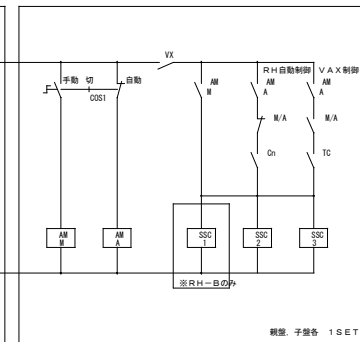 VX
RH自動制御 VAX制御
手動 切 自動
COS1
AM M
AM A
AM A
M/A M/A
Cn TC
AM M
AM A
SSC 1
SSC 2
SSC 3
※RH-Bのみ
親盤、子盤各 1SET